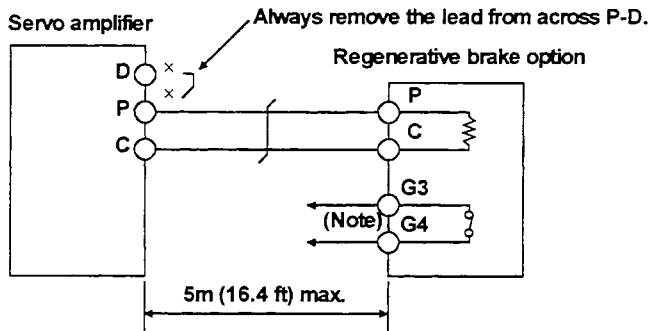 Always remove the lead from across P-D.
Servo amplifier
Regenerative brake option
D
P
P
C
C
G3
(Note)
G4
5m (16.4 ft) max.